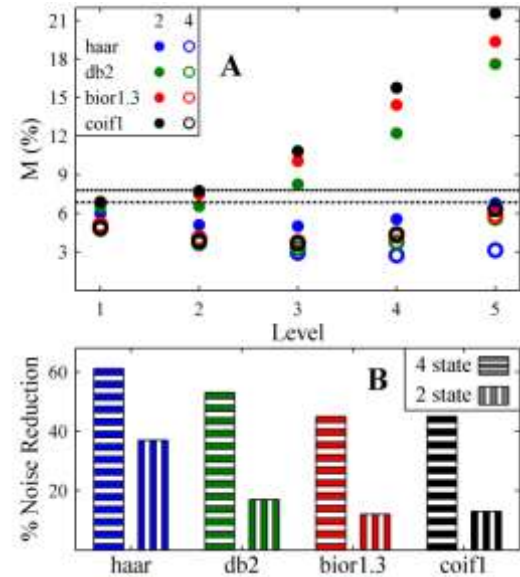 21
18
15
12
9
6
3
M (%)
2 4
haar
db2
bior1.3
coif1
A
1 2 3 4 5
Level
60
40
20
% Noise Reduction
B
4 state
2 state
haar db2 bior1.3 coif1